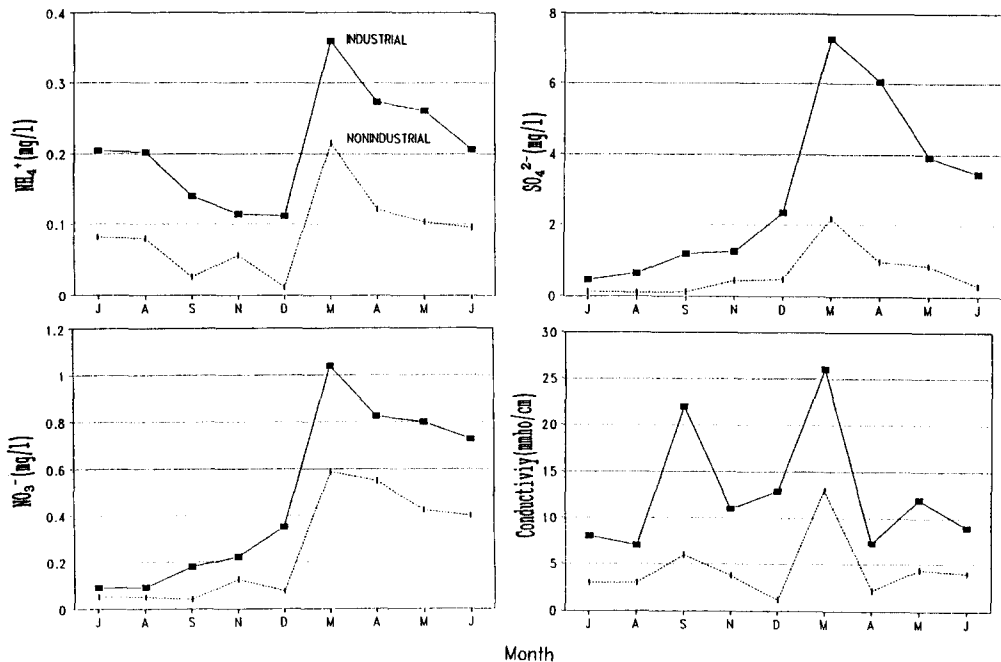 NH₄⁺(mg/l)
0.4
0.3
0.2
0.1
0
INDUSTRIAL
NONINDUSTRIAL
J A S N D M A M J
SO₄²⁻(mg/l)
8
6
4
2
0
J A S N D M A M J
NO₃⁻(mg/l)
1.2
1
0.8
0.6
0.4
0.2
0
J A S N D M A M J
Conductiviy(mmho/cm)
30
25
20
15
10
5
0
J A S N D M A M J
Month